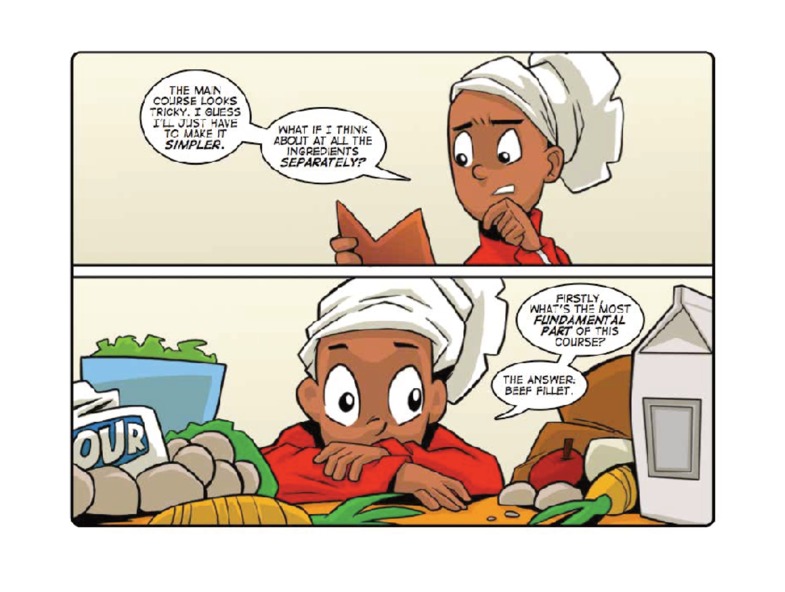 THE MAIN
COURSE LOOKS
TRICKY. I GUESS
I'LL JUST HAVE
TO MAKE IT
SIMPLER.
WHAT IF I THINK
ABOUT AT ALL THE
INGREDIENTS
SEPARATELY?
FIRSTLY,
WHAT'S THE MOST
FUNDAMENTAL
PART OF THIS
COURSE?
THE ANSWER:
BEEF FILLET.
OUR